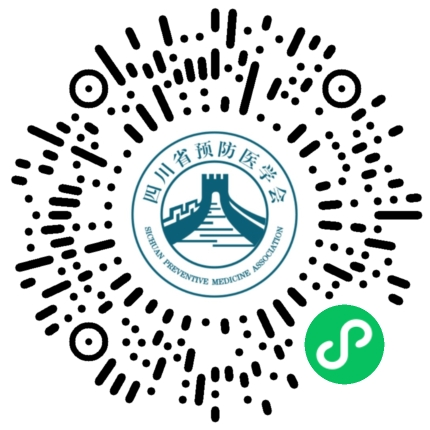 四川省预防医学会
SICHUAN PREVENTIVE MEDICINE ASSOCIATION